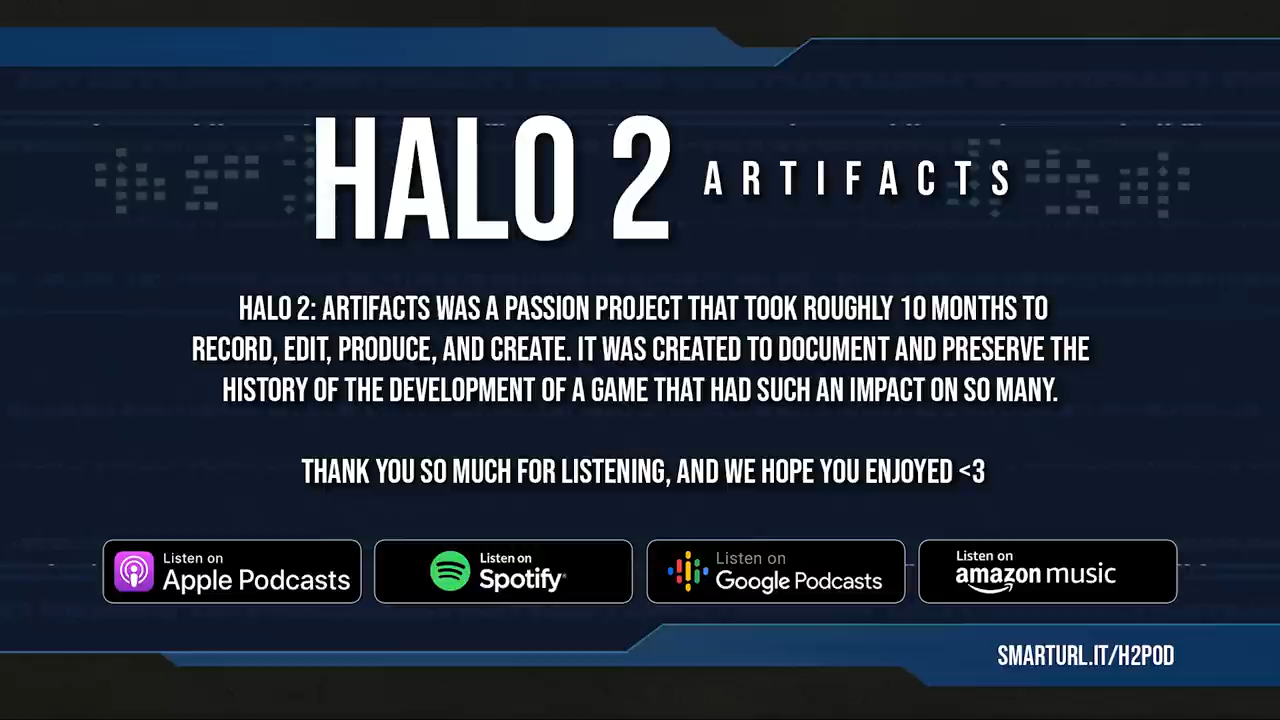 HALO 2 ARTIFACTS
HALO 2: ARTIFACTS WAS A PASSION PROJECT THAT TOOK ROUGHLY 10 MONTHS TO
RECORD, EDIT, PRODUCE, AND CREATE. IT WAS CREATED TO DOCUMENT AND PRESERVE THE
HISTORY OF THE DEVELOPMENT OF A GAME THAT HAD SUCH AN IMPACT ON SO MANY.
THANK YOU SO MUCH FOR LISTENING, AND WE HOPE YOU ENJOYED <3
Listen on
Apple Podcasts
Listen on
Spotify
Listen on
Google Podcasts
Listen on
amazon music
SMARTURL.IT/H2POD